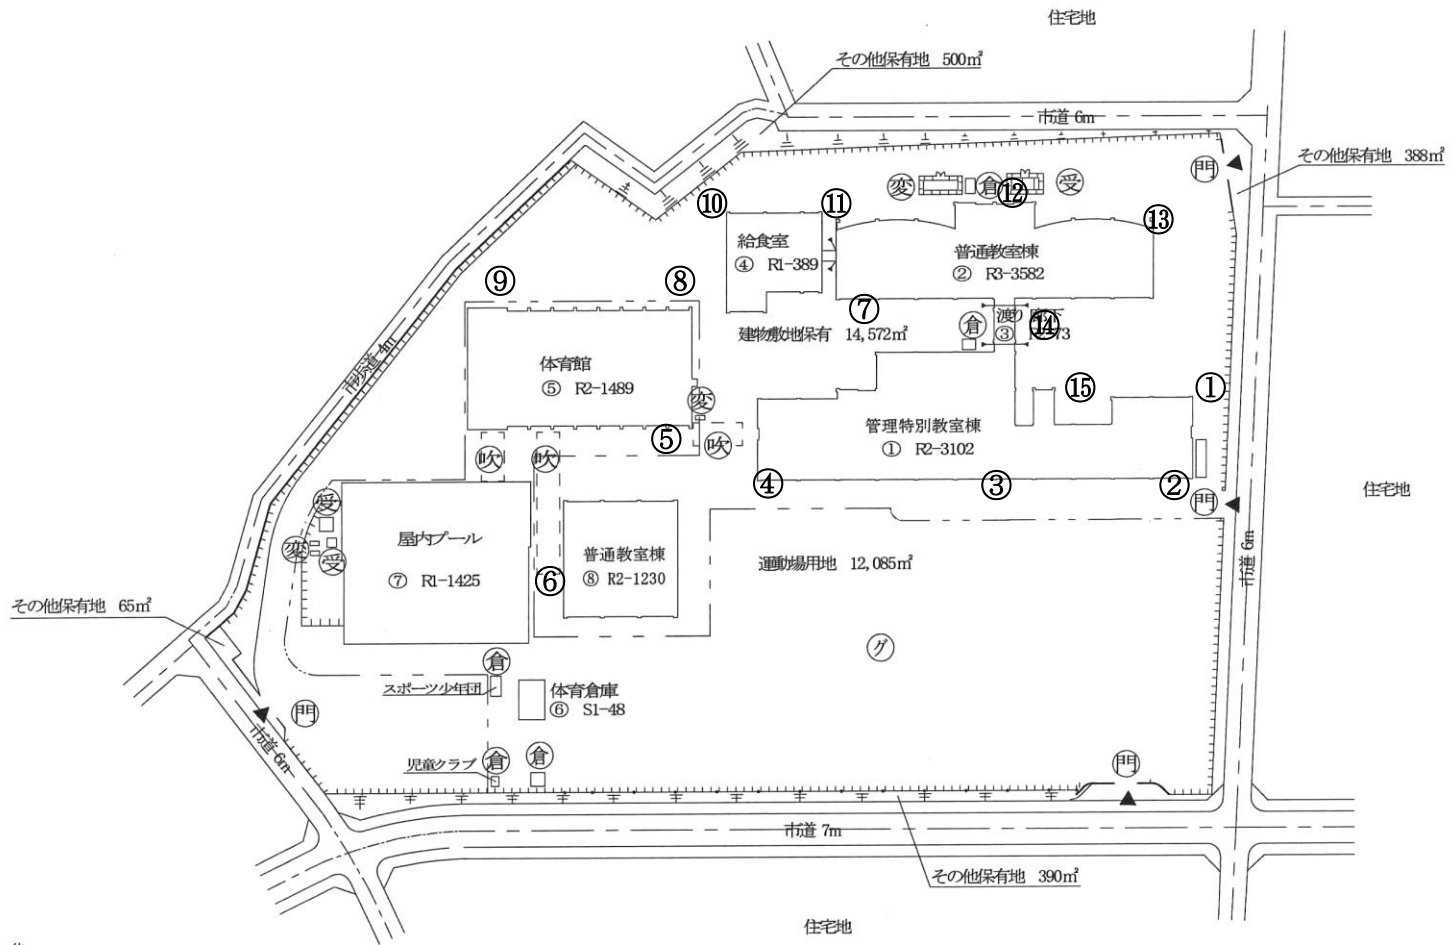 住宅地
その他保有地 500㎡
市道 6m
その他保有地 388㎡
門
変
倉
⑫
受
⑩
⑪
⑬
給食室
④ R1-389
普通教室棟
② R3-3582
⑨
⑧
⑦
倉
渡り廊下
③
73
⑭
建物敷地保有 14,572㎡
市道 4m
体育館
⑤ R2-1489
変
⑮
①
⑤
吹
吹
吹
管理特別教室棟
① R2-3102
④
③
②
門
住宅地
受
変
受
屋内プール
⑦ R1-1425
普通教室棟
⑧ R2-1230
⑥
運動場用地 12,085㎡
市道 6m
その他保有地 65㎡
グ
倉
スポーツ少年団
体育倉庫
⑥ S1-48
門
市道 6m
児童クラブ
倉
倉
門
市道 7m
その他保有地 390㎡
住宅地